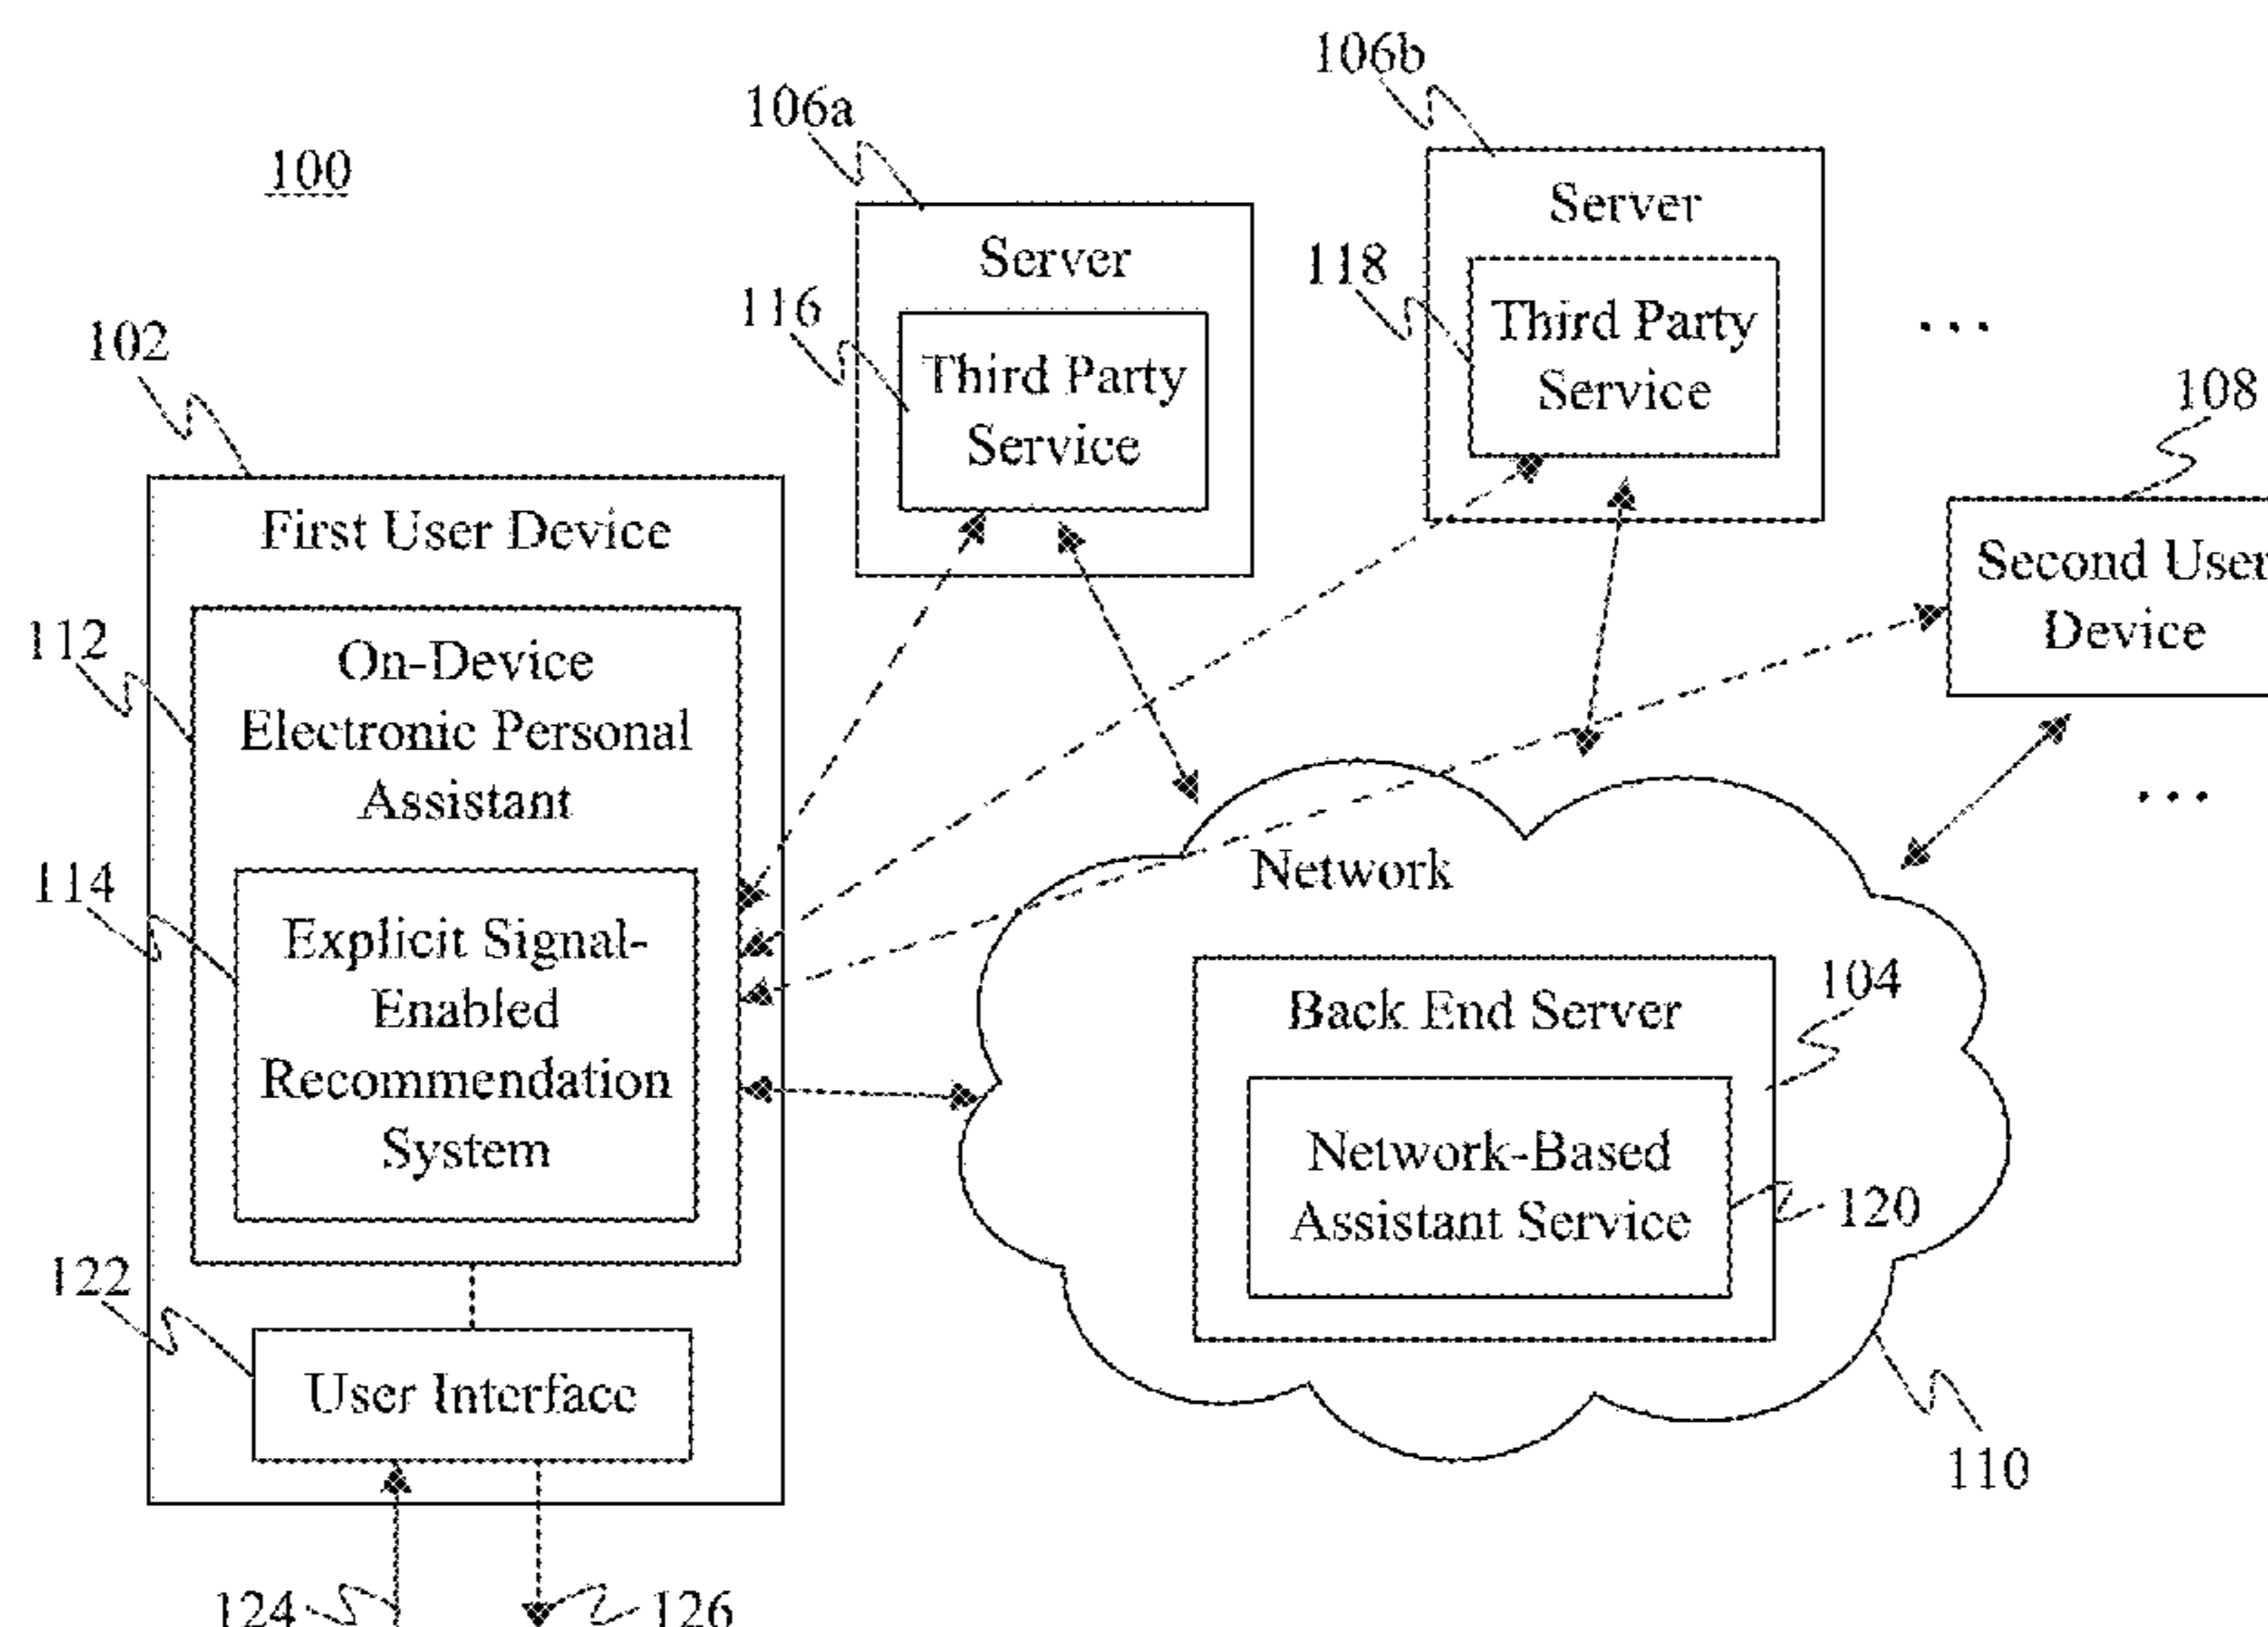 100
106a
106b
Server
Third Party
Service
116
Server
Third Party
Service
118
...
102
First User Device
112
On-Device
Electronic Personal
Assistant
114
Explicit Signal-
Enabled
Recommendation
System
122
User Interface
124
126
108
Second User
Device
...
Network
Back End Server
104
Network-Based
Assistant Service
120
110